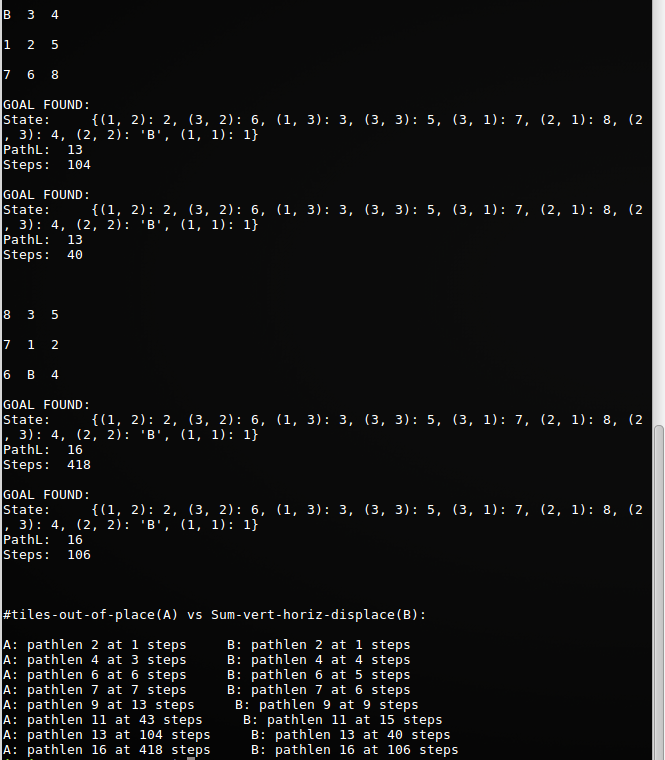 B  3  4
1  2  5
7  6  8
GOAL FOUND:
State:     {(1, 2): 2, (3, 2): 6, (1, 3): 3, (3, 3): 5, (3, 1): 7, (2, 1): 8, (2
, 3): 4, (2, 2): 'B', (1, 1): 1}
PathL:  13
Steps:  104
GOAL FOUND:
State:     {(1, 2): 2, (3, 2): 6, (1, 3): 3, (3, 3): 5, (3, 1): 7, (2, 1): 8, (2
, 3): 4, (2, 2): 'B', (1, 1): 1}
PathL:  13
Steps:  40
8  3  5
7  1  2
6  B  4
GOAL FOUND:
State:     {(1, 2): 2, (3, 2): 6, (1, 3): 3, (3, 3): 5, (3, 1): 7, (2, 1): 8, (2
, 3): 4, (2, 2): 'B', (1, 1): 1}
PathL:  16
Steps:  418
GOAL FOUND:
State:     {(1, 2): 2, (3, 2): 6, (1, 3): 3, (3, 3): 5, (3, 1): 7, (2, 1): 8, (2
, 3): 4, (2, 2): 'B', (1, 1): 1}
PathL:  16
Steps:  106
#tiles-out-of-place(A) vs Sum-vert-horiz-displace(B):
A: pathlen 2 at 1 steps     B: pathlen 2 at 1 steps
A: pathlen 4 at 3 steps     B: pathlen 4 at 4 steps
A: pathlen 6 at 6 steps     B: pathlen 6 at 5 steps
A: pathlen 7 at 7 steps     B: pathlen 7 at 6 steps
A: pathlen 9 at 13 steps     B: pathlen 9 at 9 steps
A: pathlen 11 at 43 steps     B: pathlen 11 at 15 steps
A: pathlen 13 at 104 steps     B: pathlen 13 at 40 steps
A: pathlen 16 at 418 steps     B: pathlen 16 at 106 steps